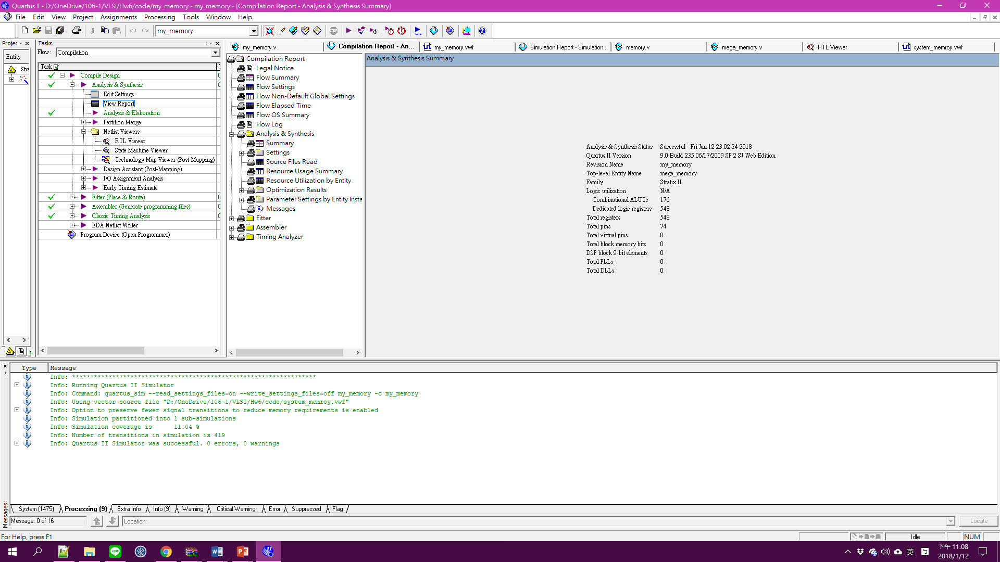 Quartus II - D:/OneDrive/106-1/VLSI/Hw6/code/my_memory - my_memory - [Compilation Report - Analysis & Synthesis Summary]
File Edit View Project Assignments Processing Tools Window Help
my_memory
Tasks
Flow: Compilation
Entity
Task
Compile Design
Analysis & Synthesis
Edit Settings
View Report
Analysis & Elaboration
Partition Merge
Netlist Viewers
RTL Viewer
State Machine Viewer
Technology Map Viewer (Post-Mapping)
Design Assistant (Post-Mapping)
I/O Assignment Analysis
Early Timing Estimate
Fitter (Place & Route)
Assembler (Generate programming files)
Classic Timing Analysis
EDA Netlist Writer
Program Device (Open Programmer)
my_memory.v
Compilation Report - An...
my_memory.vwf
Simulation Report - Simulation...
memory.v
mega_memory.v
RTL Viewer
system_memroy.vwf
Compilation Report
Legal Notice
Flow Summary
Flow Settings
Flow Non-Default Global Settings
Flow Elapsed Time
Flow OS Summary
Flow Log
Analysis & Synthesis
Summary
Settings
Source Files Read
Resource Usage Summary
Resource Utilization by Entity
Optimization Results
Parameter Settings by Entity Insta
Messages
Fitter
Assembler
Timing Analyzer
Analysis & Synthesis Summary
Analysis & Synthesis Status Successful - Fri Jan 12 23:02:24 2018
Quartus II Version 9.0 Build 235 06/17/2009 SP 2 SJ Web Edition
Revision Name my_memory
Top-level Entity Name mega_memory
Family Stratix II
Logic utilization N/A
Combinational ALUTs 176
Dedicated logic registers 548
Total registers 548
Total pins 74
Total virtual pins 0
Total block memory bits 0
DSP block 9-bit elements 0
Total PLLs 0
Total DLLs 0
Type Message
Info: *******************************************************************
Info: Running Quartus II Simulator
Info: Command: quartus_sim --read_settings_files=on --write_settings_files=off my_memory -c my_memory
Info: Using vector source file "D:/OneDrive/106-1/VLSI/Hw6/code/system_memroy.vwf"
Info: Option to preserve fewer signal transitions to reduce memory requirements is enabled
Info: Simulation partitioned into 1 sub-simulations
Info: Simulation coverage is 11.04 %
Info: Number of transitions in simulation is 419
Info: Quartus II Simulator was successful. 0 errors, 0 warnings
System (1475) Processing (9) Extra Info Info (9) Warning Critical Warning Error Suppressed Flag
Messages
Message: 0 of 16
Location:
Locate
For Help, press F1
Idle
NUM
英
下午 11:08
2018/1/12